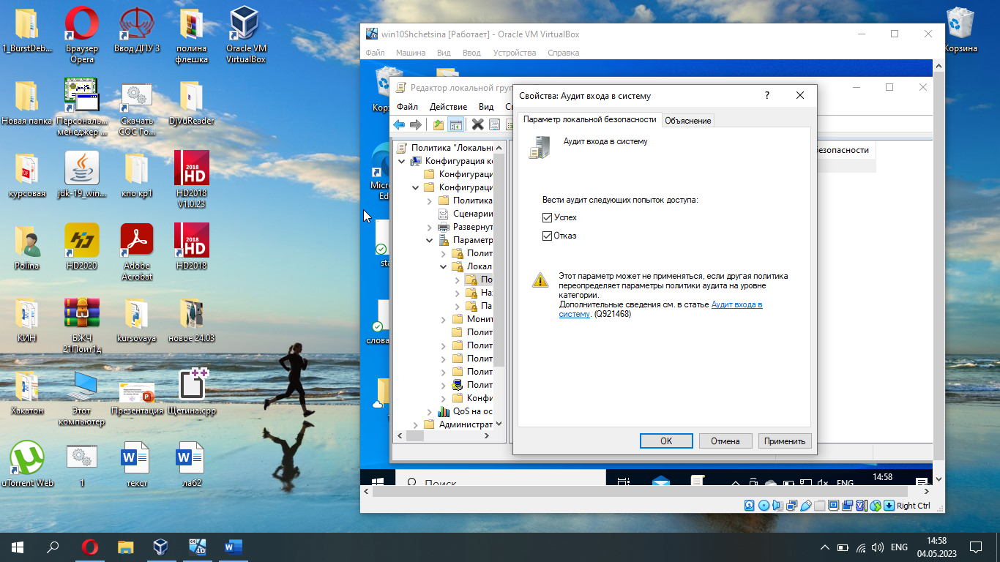 1_BurstDeb...
Браузер
Opera
Ввод ДПУ 3
полина
флешка
Oracle VM
VirtualBox
Новая папка
Персональ...
менеджер ...
Скачать
СОС Го...
DjVuReader
курсовая
jdk-19_win...
кпо кр1
HD2018
V1.0.23
Polina
HD2020
Adobe
Acrobat
HD2018
КИН
БЖЧ
21Поит1д
kursovaya
новое 24.03
Хакатон
Этот
компьютер
Презентация
Щетина.cpp
uTorrent Web
1
текст
ла62
Корзина
win10Shchetsina [Работает] - Oracle VM VirtualBox
Файл Машина Вид Ввод Устройства Справка
Кор
Micro
Ed
sta
слова
Редактор локальной груп
Файл Действие Вид С
Политика "Локальн
Конфигурация к
Конфигураци
Конфигураци
Политика
Сценарии
Развернут
Параметр
Полит
Локал
По
На
Па
Монит
Полит
Полит
Полит
Полит
Полит
Конфи
QoS на ос
Администрат
безопасности
Свойства: Аудит входа в систему
?
Параметр локальной безопасности
Объяснение
Аудит входа в систему
Вести аудит следующих попыток доступа:
Успех
Отказ
Этот параметр может не применяться, если другая политика
переопределяет параметры политики аудита на уровне
категории.
Дополнительные сведения см. в статье Аудит входа в
систему. (Q921468)
ОК
Отмена
Применить
Поиск
ENG
14:58
Right Ctrl
ENG
14:58
04.05.2023